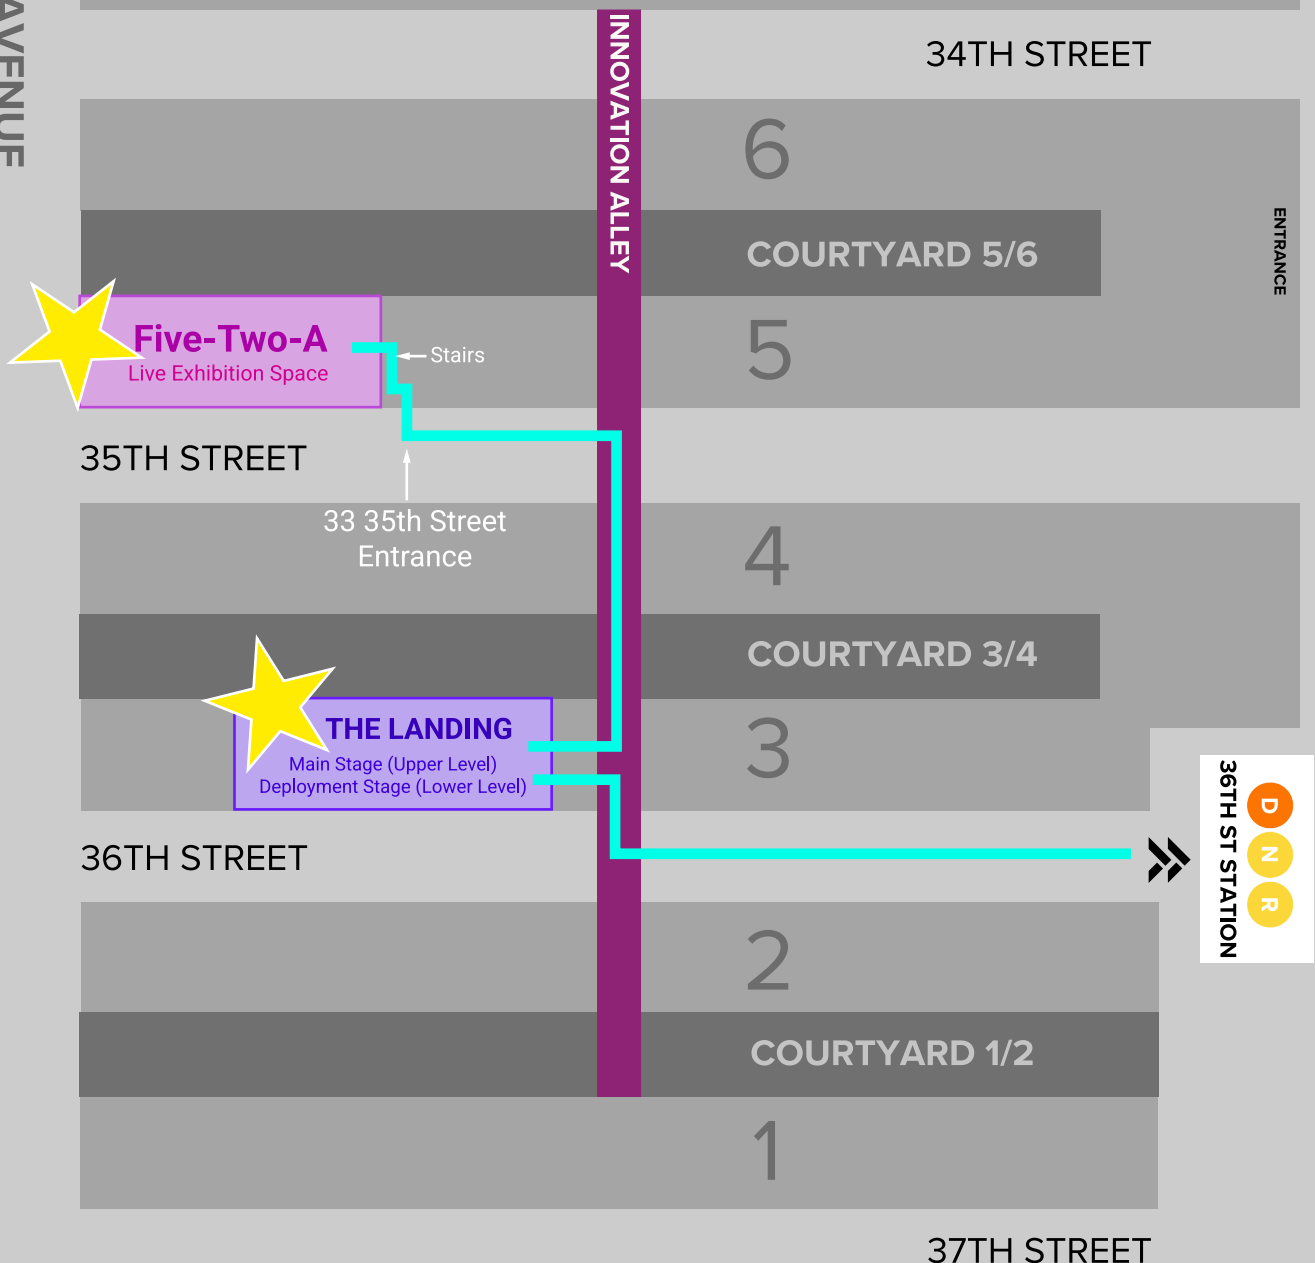 AVENUE
INNOVATION ALLEY
34TH STREET
6
COURTYARD 5/6
ENTRANCE
Five-Two-A
Live Exhibition Space
Stairs
5
35TH STREET
33 35th Street
Entrance
4
COURTYARD 3/4
THE LANDING
Main Stage (Upper Level)
Deployment Stage (Lower Level)
3
36TH STREET
36TH ST STATION
D
N
R
2
COURTYARD 1/2
1
37TH STREET